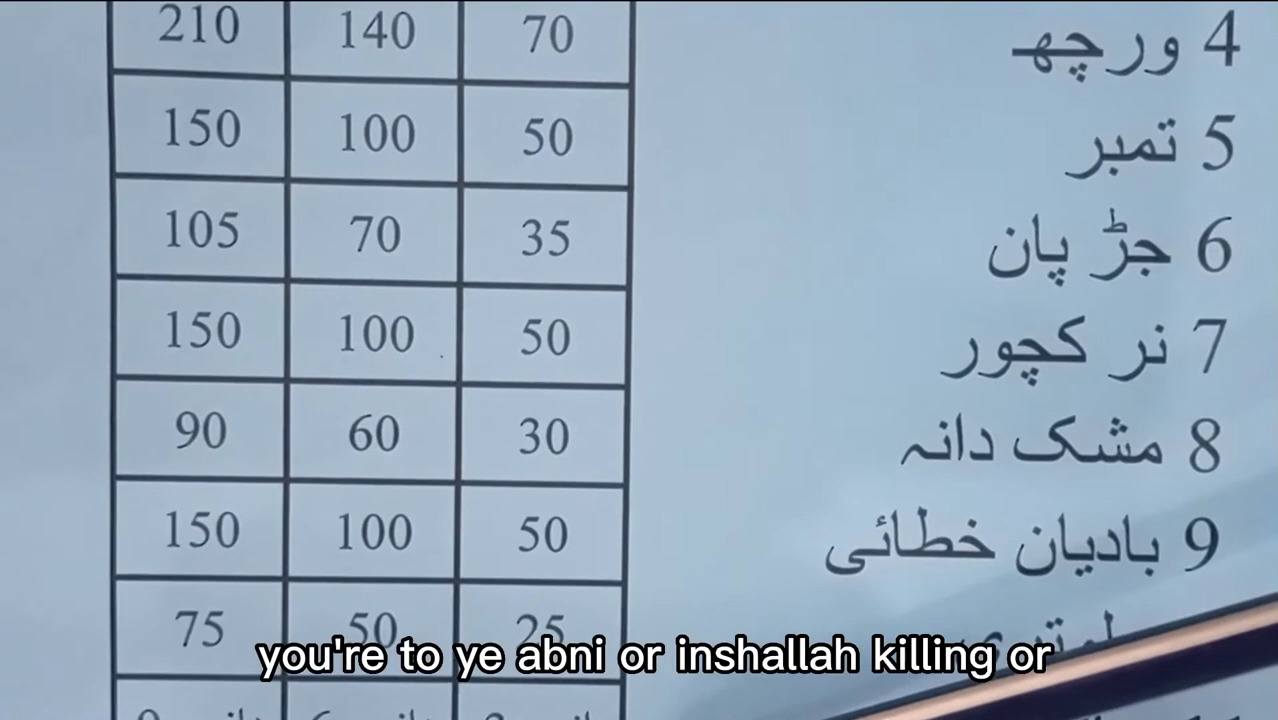 4 ورچھ 70 140 210
5 تمبر 50 100 150
6 جڑ پان 35 70 105
7 نر کچور 50 100 150
8 مشک دانہ 30 60 90
9 بادیان خطائی 50 100 150
25 50 75
you're to ye abni or inshallah killing or